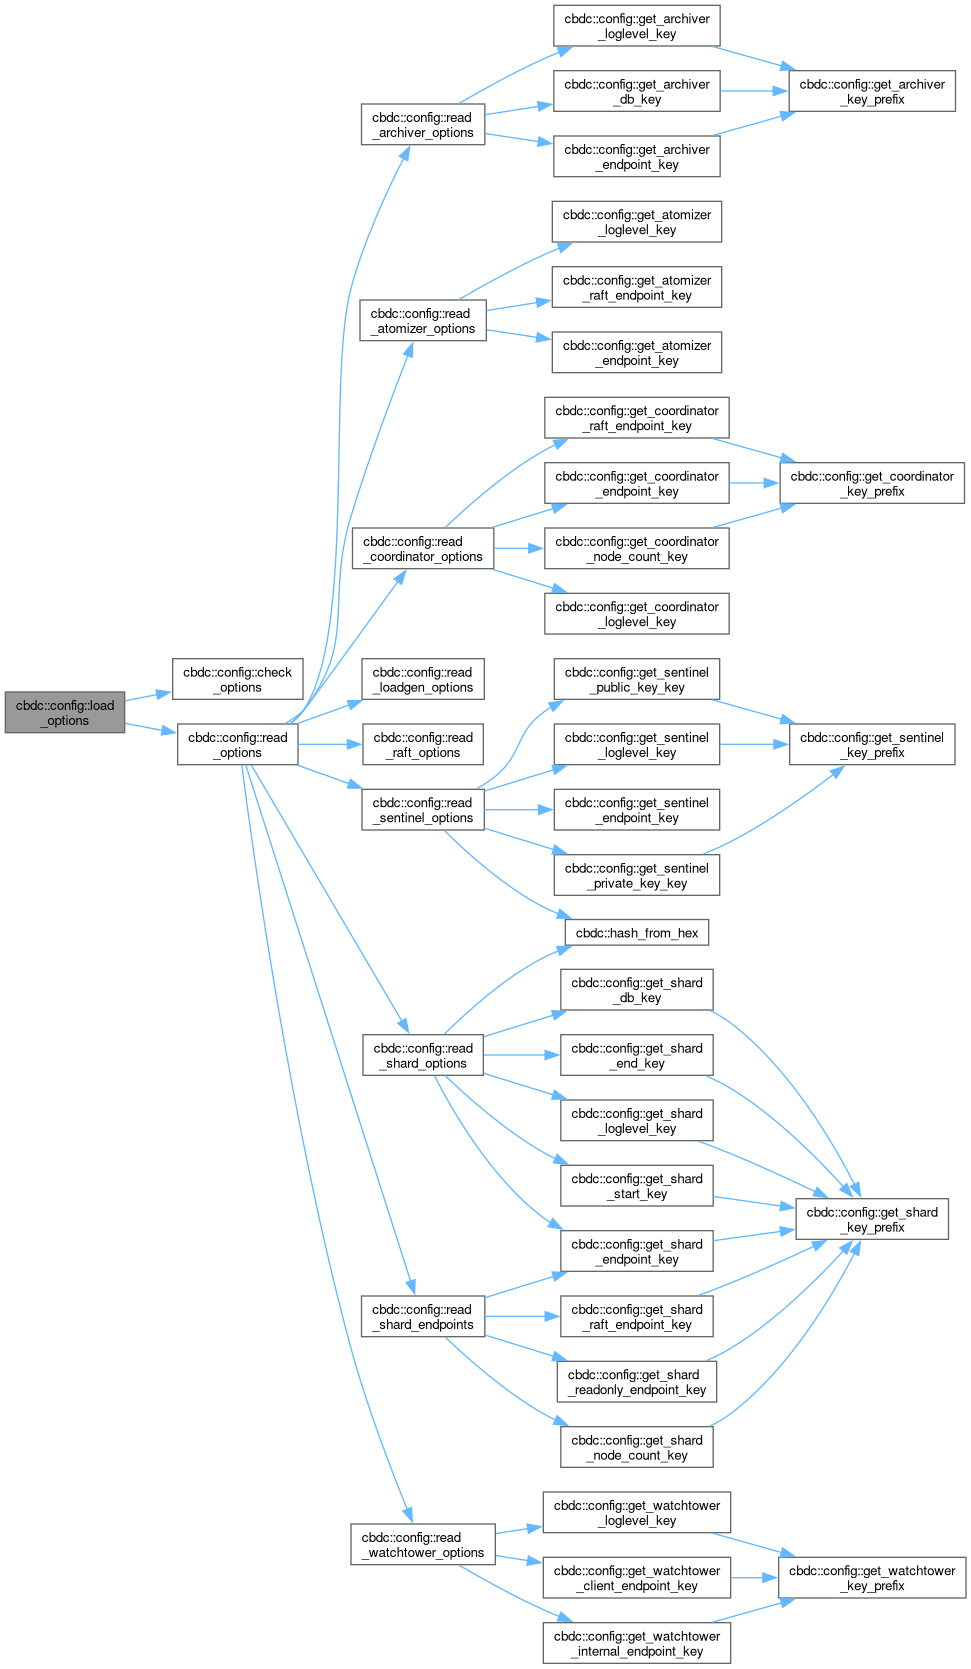 cbdc::config::load
_options
cbdc::config::check
_options
cbdc::config::read
_options
cbdc::config::read
_archiver_options
cbdc::config::get_archiver
_loglevel_key
cbdc::config::get_archiver
_db_key
cbdc::config::get_archiver
_endpoint_key
cbdc::config::get_archiver
_key_prefix
cbdc::config::read
_atomizer_options
cbdc::config::get_atomizer
_loglevel_key
cbdc::config::get_atomizer
_raft_endpoint_key
cbdc::config::get_atomizer
_endpoint_key
cbdc::config::read
_coordinator_options
cbdc::config::get_coordinator
_raft_endpoint_key
cbdc::config::get_coordinator
_endpoint_key
cbdc::config::get_coordinator
_node_count_key
cbdc::config::get_coordinator
_loglevel_key
cbdc::config::get_coordinator
_key_prefix
cbdc::config::read
_loadgen_options
cbdc::config::read
_raft_options
cbdc::config::read
_sentinel_options
cbdc::config::get_sentinel
_public_key_key
cbdc::config::get_sentinel
_loglevel_key
cbdc::config::get_sentinel
_endpoint_key
cbdc::config::get_sentinel
_private_key_key
cbdc::config::get_sentinel
_key_prefix
cbdc::hash_from_hex
cbdc::config::read
_shard_options
cbdc::config::get_shard
_db_key
cbdc::config::get_shard
_end_key
cbdc::config::get_shard
_loglevel_key
cbdc::config::get_shard
_start_key
cbdc::config::get_shard
_endpoint_key
cbdc::config::get_shard
_key_prefix
cbdc::config::read
_shard_endpoints
cbdc::config::get_shard
_raft_endpoint_key
cbdc::config::get_shard
_readonly_endpoint_key
cbdc::config::get_shard
_node_count_key
cbdc::config::read
_watchtower_options
cbdc::config::get_watchtower
_loglevel_key
cbdc::config::get_watchtower
_client_endpoint_key
cbdc::config::get_watchtower
_internal_endpoint_key
cbdc::config::get_watchtower
_key_prefix